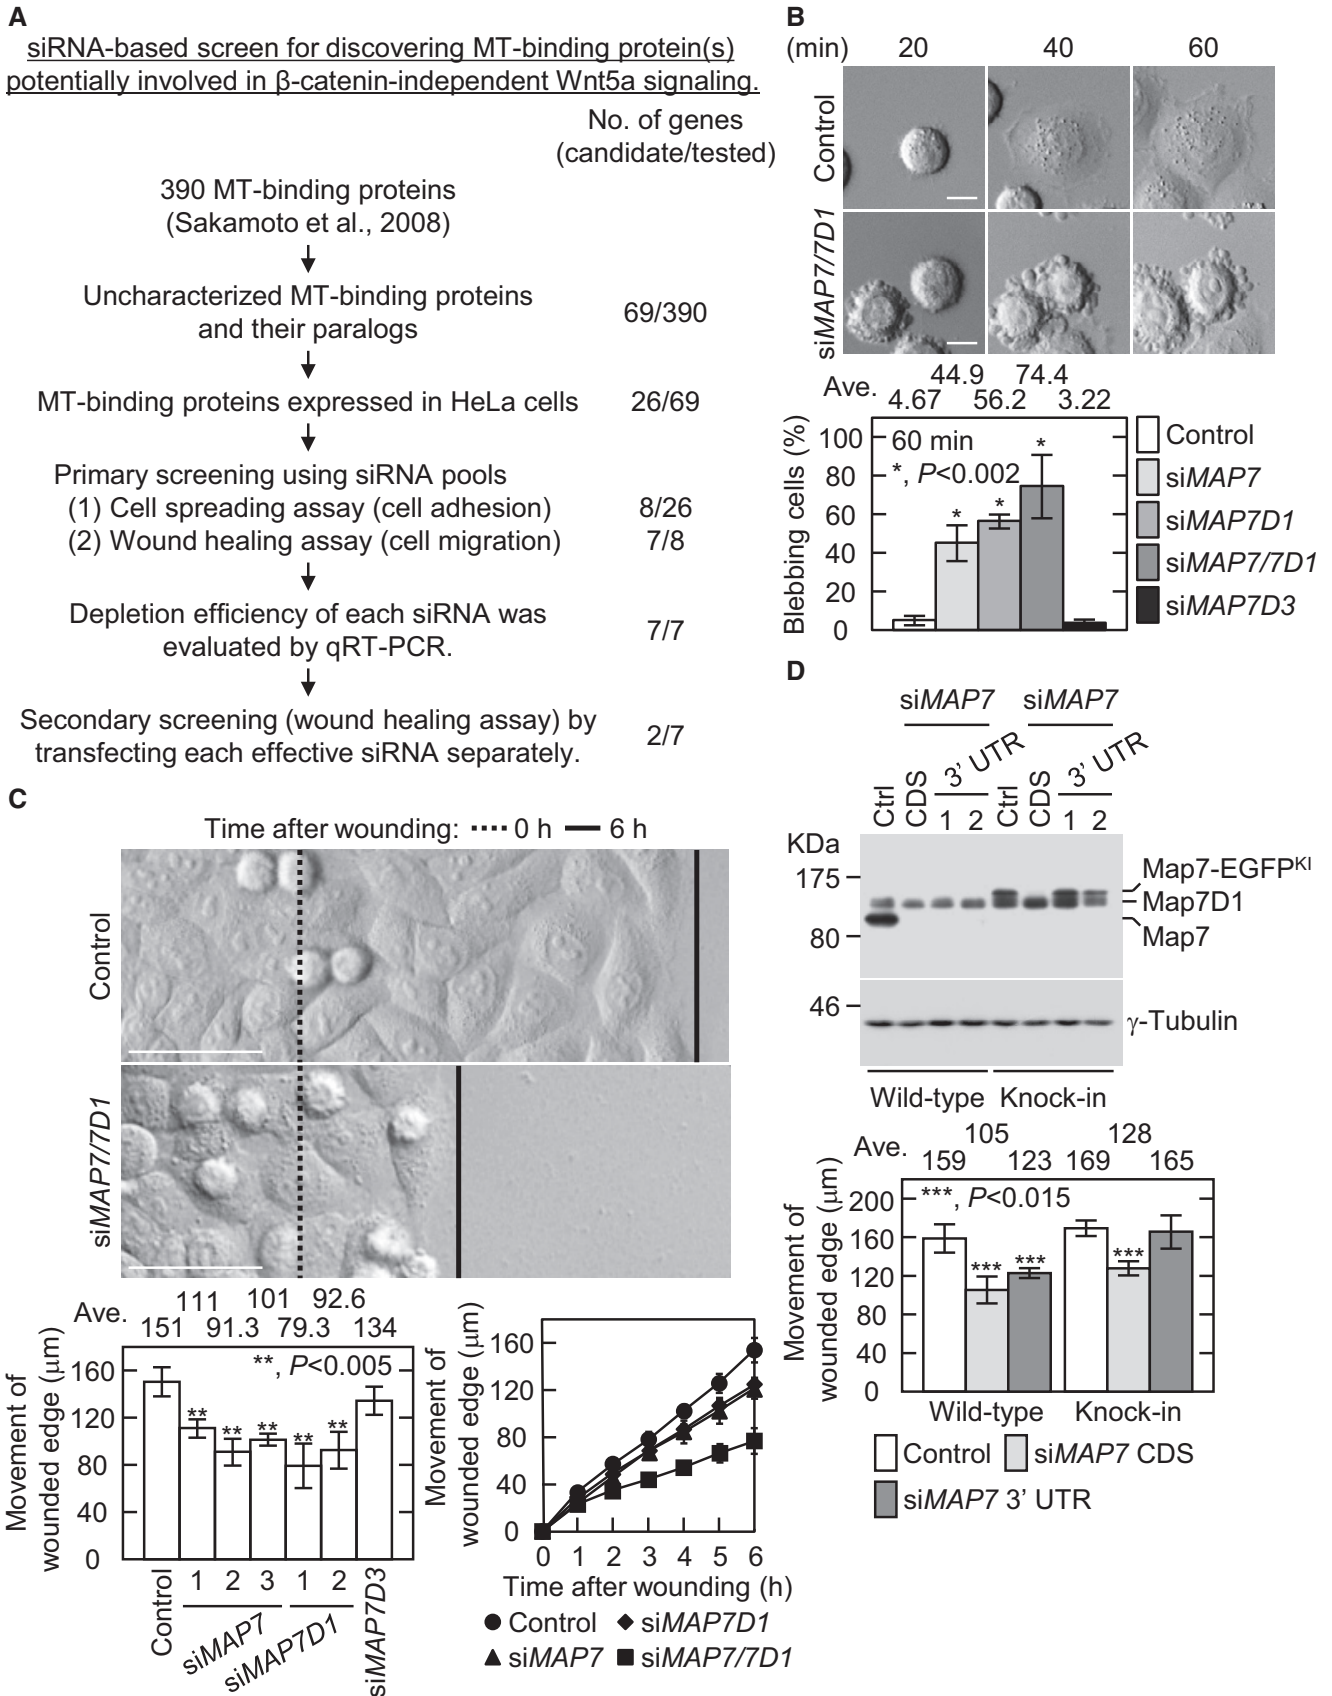 A
siRNA-based screen for discovering MT-binding protein(s)
potentially involved in β-catenin-independent Wnt5a signaling.
No. of genes
(candidate/tested)
390 MT-binding proteins
(Sakamoto et al., 2008)
Uncharacterized MT-binding proteins
and their paralogs
69/390
MT-binding proteins expressed in HeLa cells
26/69
Primary screening using siRNA pools
(1) Cell spreading assay (cell adhesion)
8/26
(2) Wound healing assay (cell migration)
7/8
Depletion efficiency of each siRNA was
evaluated by qRT-PCR.
7/7
Secondary screening (wound healing assay) by
transfecting each effective siRNA separately.
2/7
B
(min) 20 40 60
Control
siMAP7/7D1
44.9 74.4
Ave. 4.67 56.2 3.22
Blebbing cells (%)
100
80
60
40
20
0
60 min
*, P<0.002
* * *
Control
siMAP7
siMAP7D1
siMAP7/7D1
siMAP7D3
C
Time after wounding: 0 h 6 h
Control
siMAP7/7D1
111 101 92.6
Ave. 151 91.3 79.3 134
Movement of
wounded edge (μm)
160
120
80
40
0
**, P<0.005
** ** ** ** **
Control 1 2 3 1 2 siMAP7D3
siMAP7 siMAP7D1
Movement of
wounded edge (μm)
160
120
80
40
0
0 1 2 3 4 5 6
Time after wounding (h)
Control siMAP7D1
siMAP7 siMAP7/7D1
D
siMAP7 siMAP7
3' UTR 3' UTR
Ctrl CDS 1 2 Ctrl CDS 1 2
KDa
175
80
46
Map7-EGFPKI
Map7D1
Map7
γ-Tubulin
Wild-type Knock-in
105 128
Ave. 159 123 169 165
Movement of
wounded edge (μm)
200
160
120
80
40
0
***, P<0.015
*** *** ***
Wild-type Knock-in
Control siMAP7 CDS
siMAP7 3' UTR